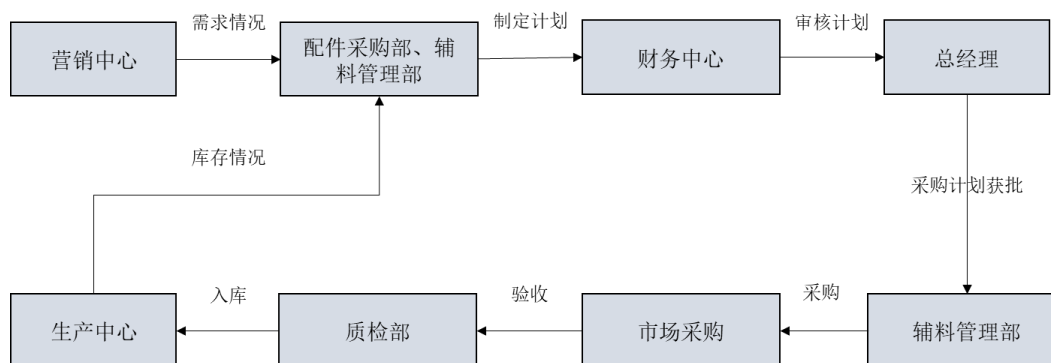 需求情况
制定计划
审核计划
营销中心
配件采购部、辅
料管理部
财务中心
总经理
库存情况
采购计划获批
入库
验收
采购
生产中心
质检部
市场采购
辅料管理部